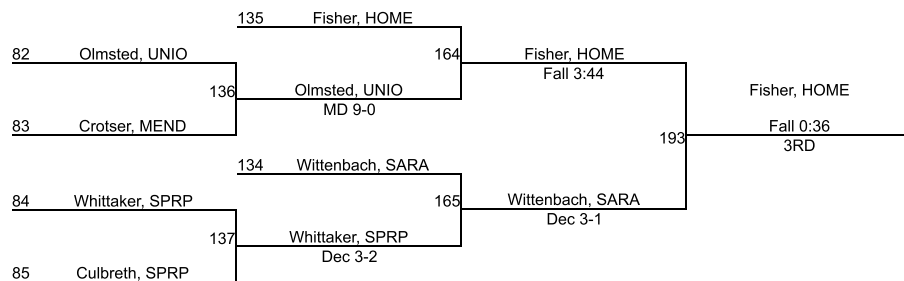 135 Fisher, HOME
82 Olmsted, UNIO
164 Fisher, HOME
Fall 3:44
136 Olmsted, UNIO
MD 9-0
Fisher, HOME
83 Crotser, MEND
193 Fall 0:36
3RD
134 Wittenbach, SARA
84 Whittaker, SPRP
165 Wittenbach, SARA
Dec 3-1
137 Whittaker, SPRP
Dec 3-2
85 Culbreth, SPRP